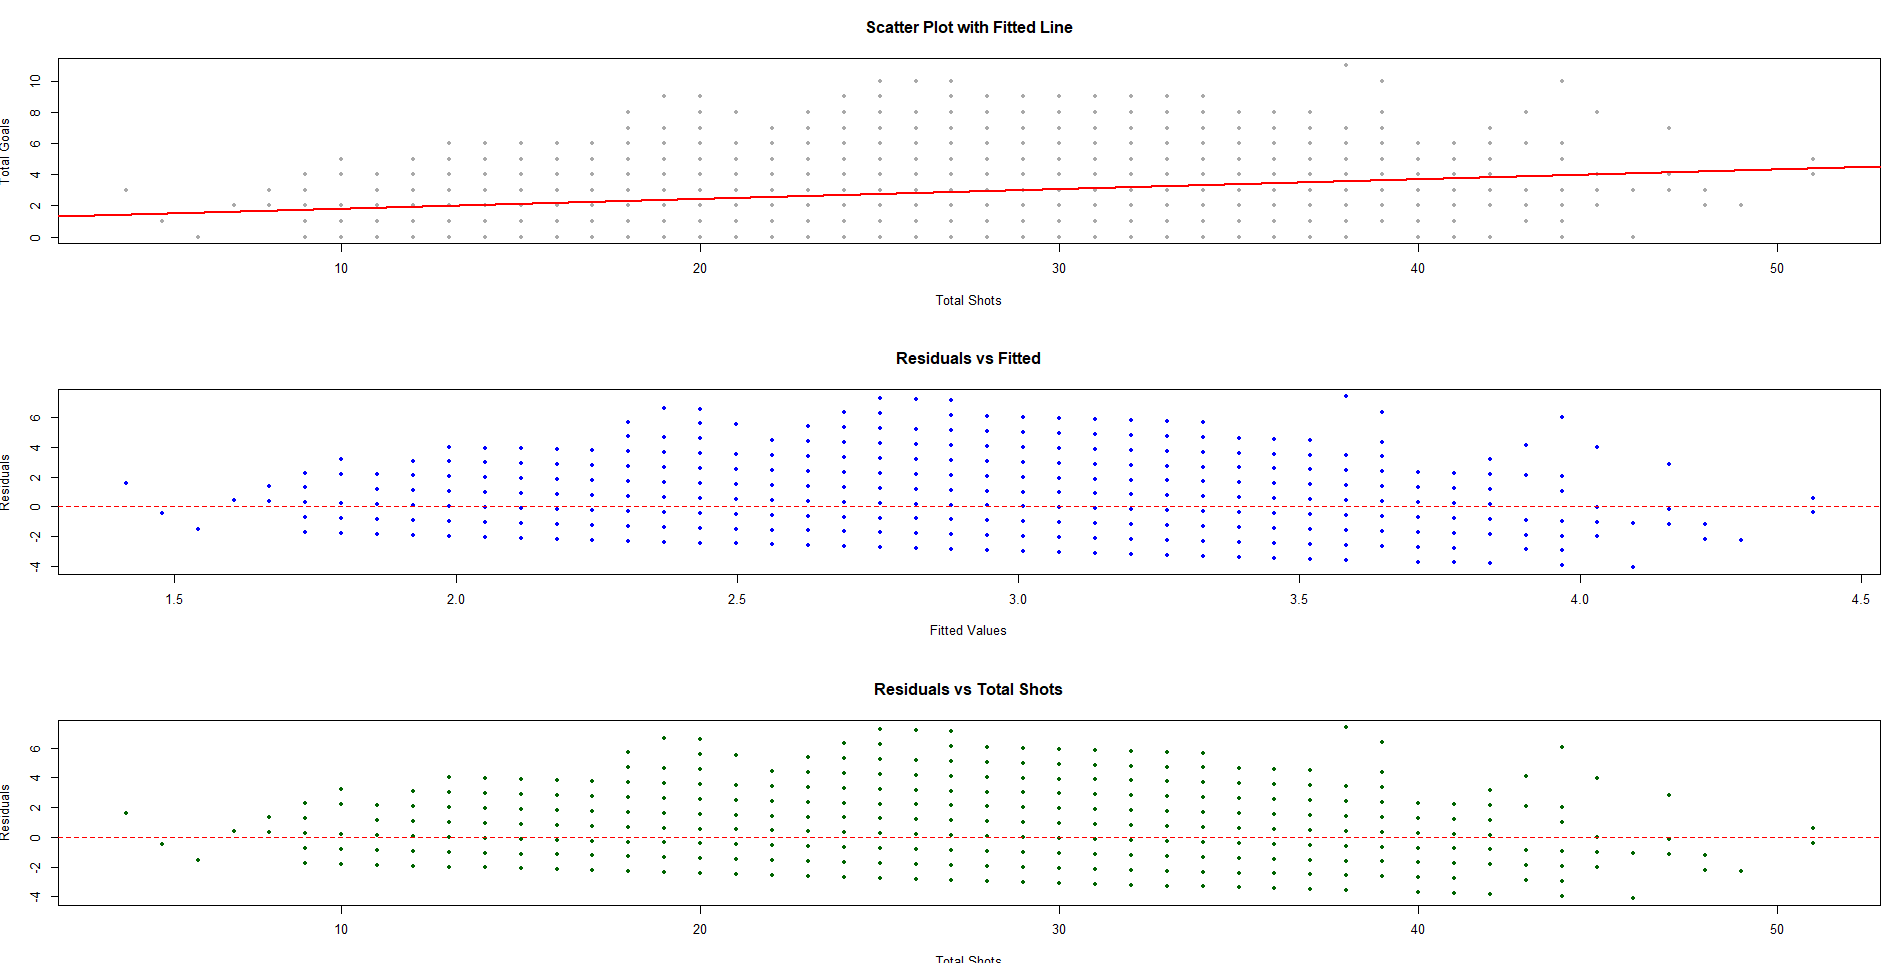 Scatter Plot with Fitted Line
Total Goals
0 2 4 6 8 10
10 20 30 40 50
Total Shots
Residuals vs Fitted
Residuals
-4 -2 0 2 4 6
1.5 2.0 2.5 3.0 3.5 4.0 4.5
Fitted Values
Residuals vs Total Shots
Residuals
-4 -2 0 2 4 6
10 20 30 40 50
Total Shots